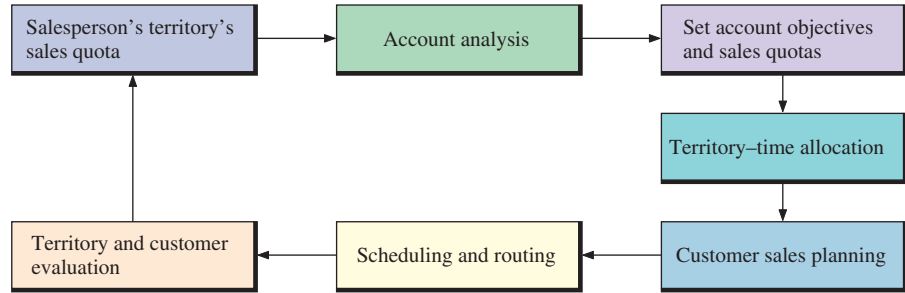 Salesperson's territory's
sales quota
Account analysis
Set account objectives
and sales quotas
Territory–time allocation
Customer sales planning
Scheduling and routing
Territory and customer
evaluation